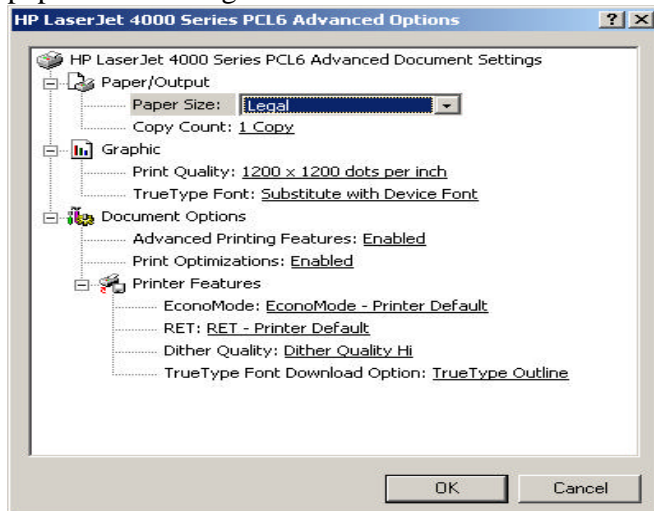 HP LaserJet 4000 Series PCL6 Advanced Options
HP LaserJet 4000 Series PCL6 Advanced Document Settings
Paper/Output
Paper Size: Legal
Copy Count: 1 Copy
Graphic
Print Quality: 1200 x 1200 dots per inch
TrueType Font: Substitute with Device Font
Document Options
Advanced Printing Features: Enabled
Print Optimizations: Enabled
Printer Features
EconoMode: EconoMode - Printer Default
RET: RET - Printer Default
Dither Quality: Dither Quality Hi
TrueType Font Download Option: TrueType Outline
OK Cancel